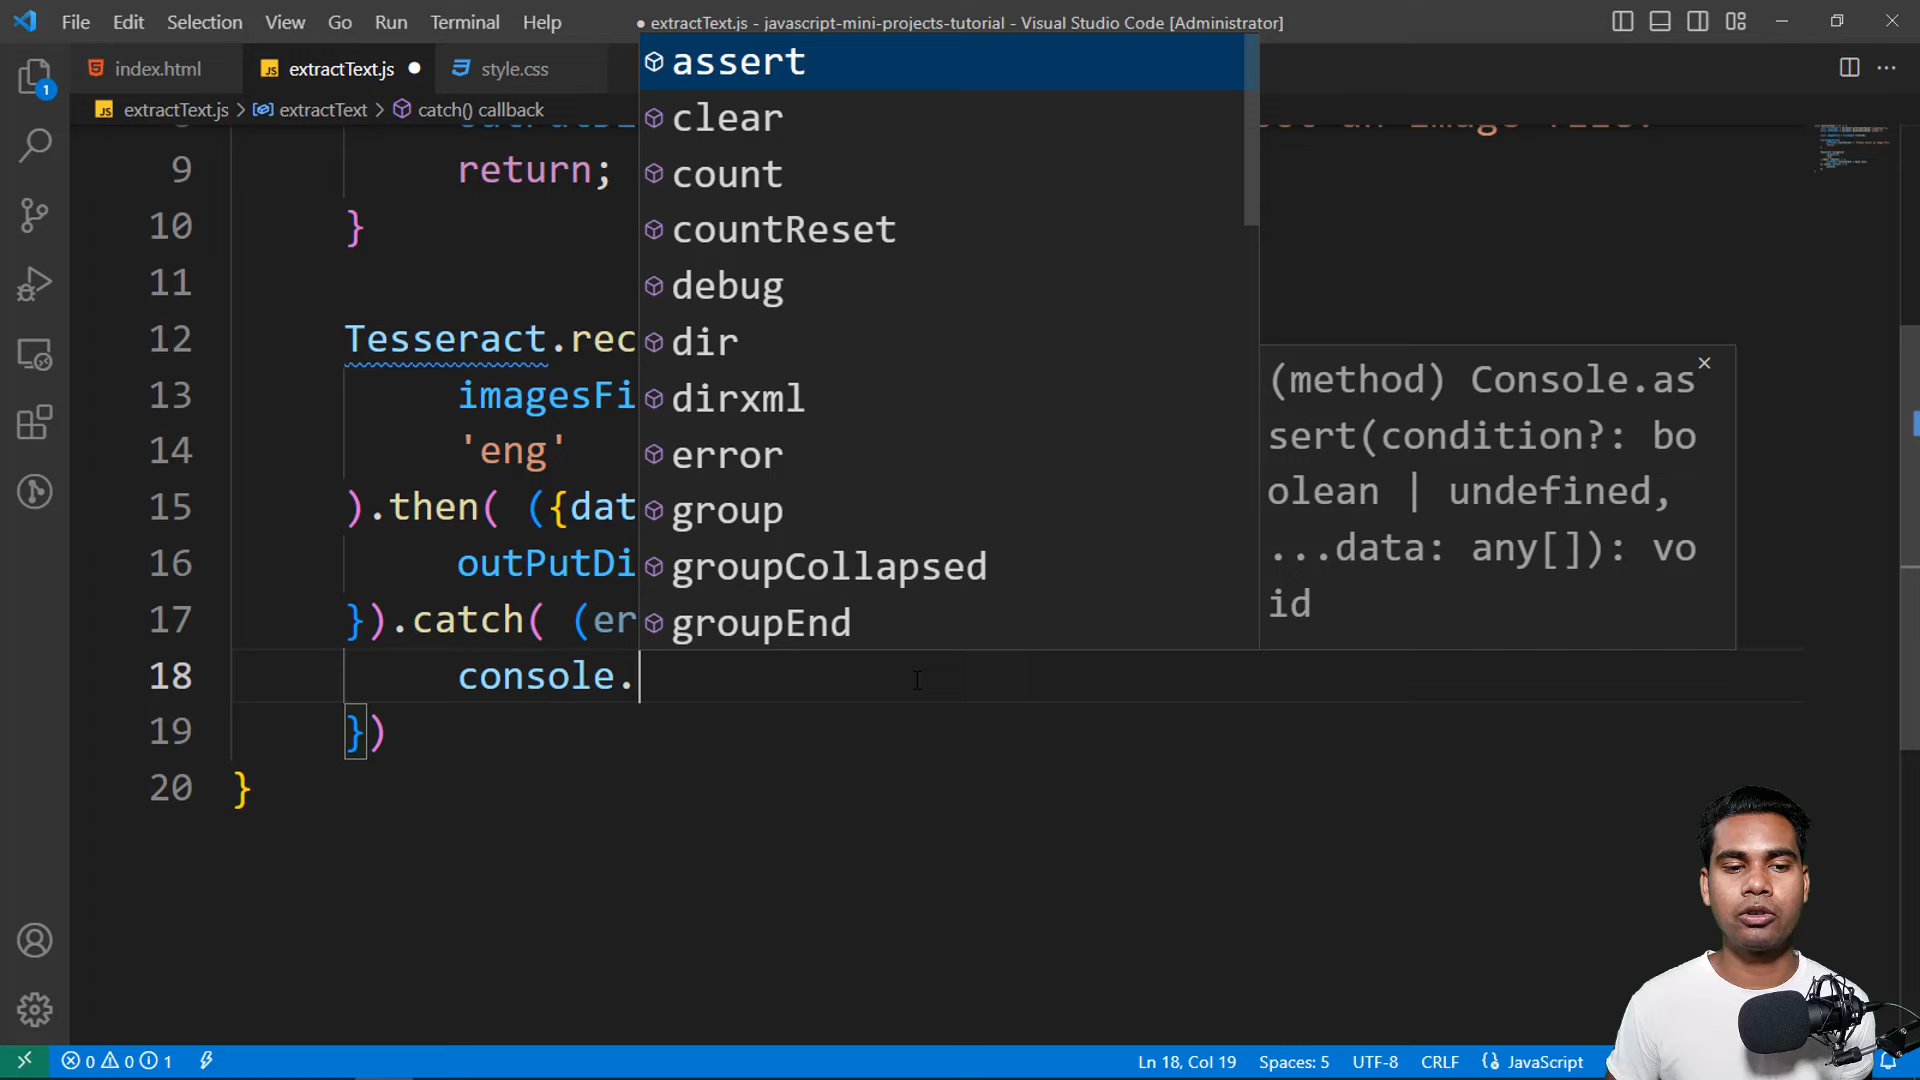 File Edit Selection View Go Run Terminal Help
● extractText.js - javascript-mini-projects-tutorial - Visual Studio Code [Administrator]
index.html
extractText.js
style.css
extractText.js > extractText > catch() callback
9 return;
10 }
11
12 Tesseract.rec
13 imagesFi
14 'eng'
15 ).then( ({dat
16 outPutDi
17 }).catch( (er
18 console.
19 })
20 }
assert
clear
count
countReset
debug
dir
dirxml
error
group
groupCollapsed
groupEnd
(method) Console.as
sert(condition?: bo
olean | undefined,
...data: any[]): vo
id
1
0 0 1
Ln 18, Col 19 Spaces: 5 UTF-8 CRLF JavaScript